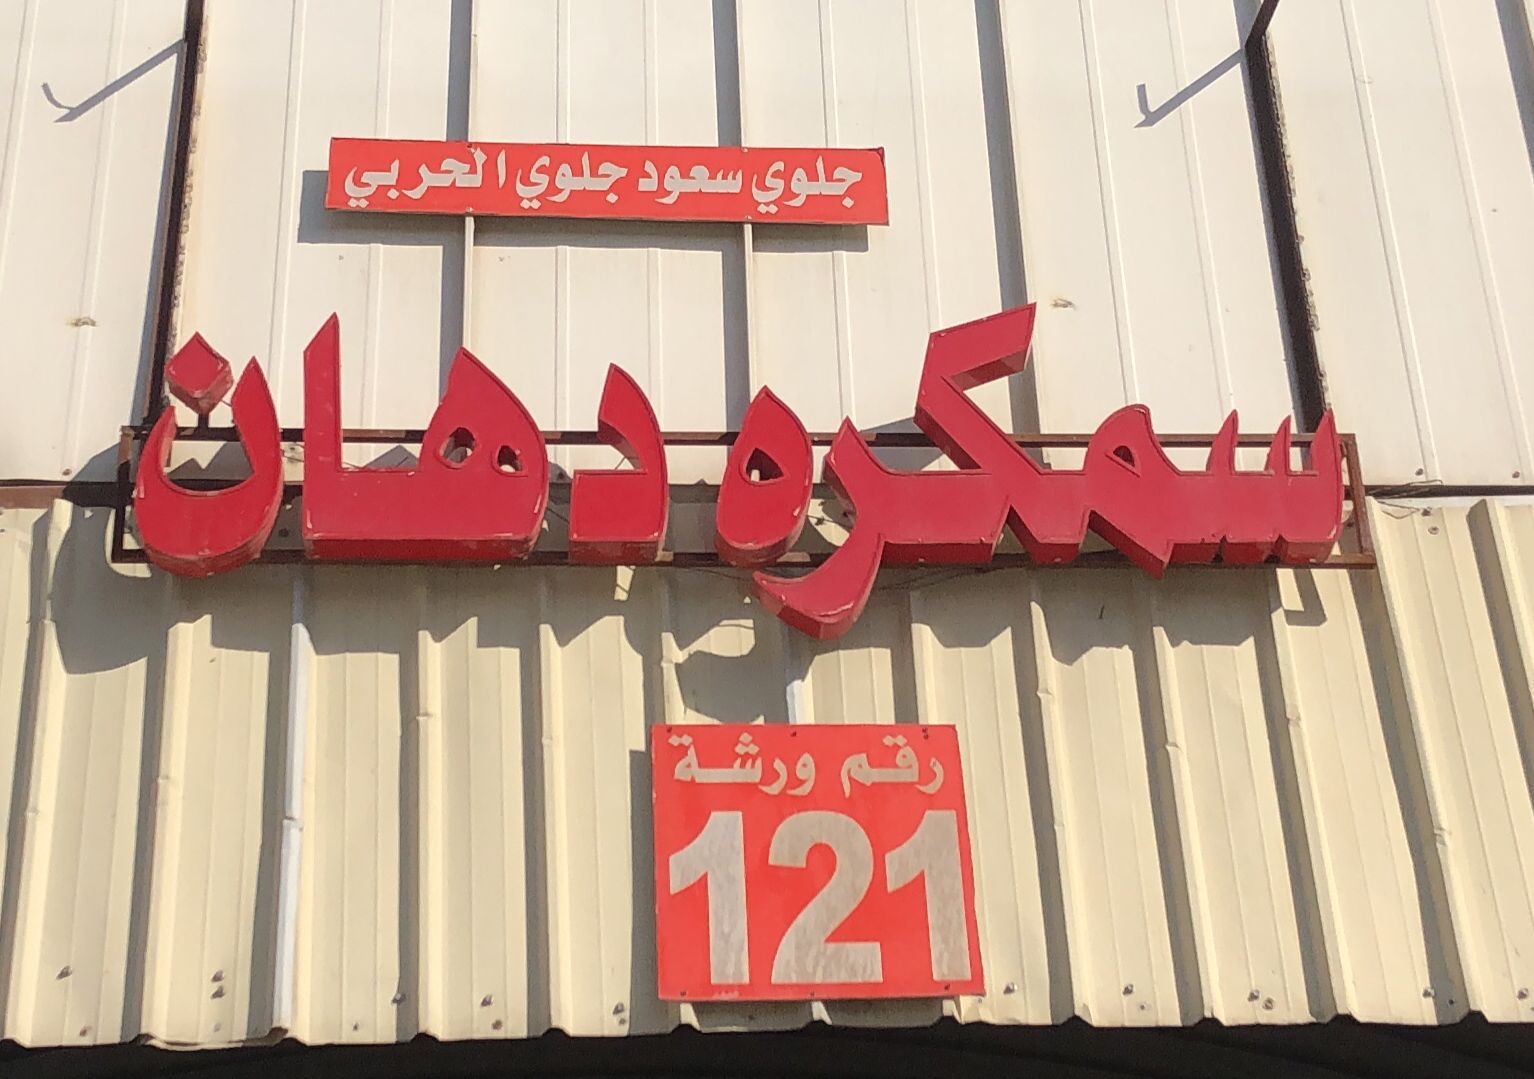 جلوي سعود جلوي الحربي
سمكره دهان
رقم ورشة
121